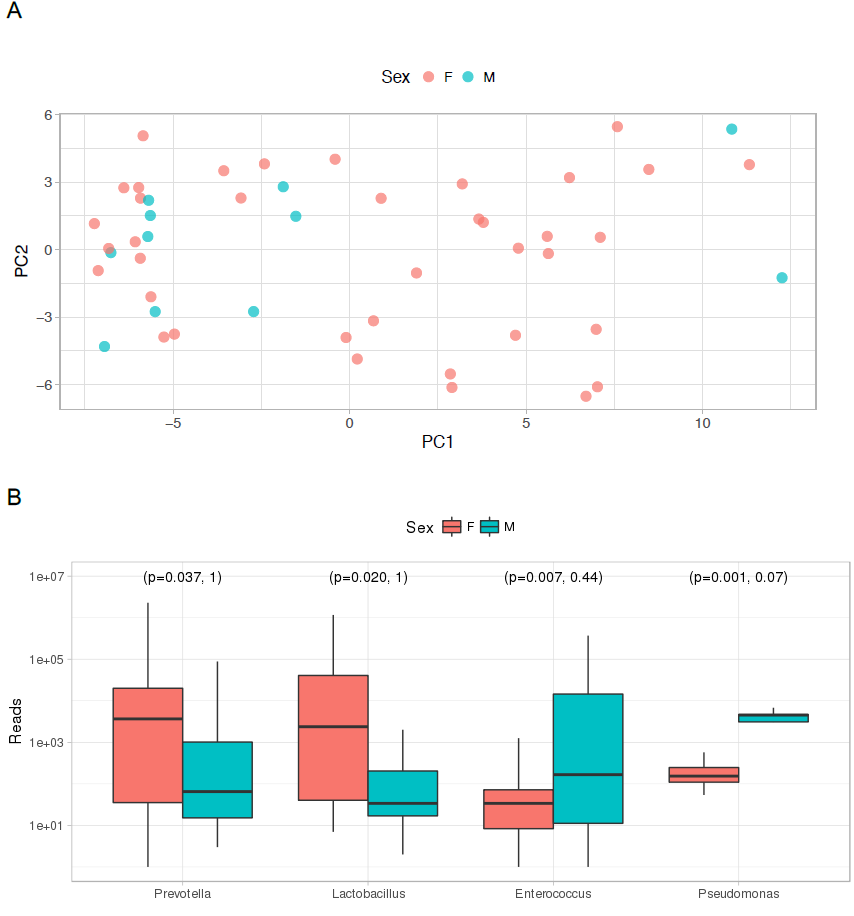 A
Sex F M
6
3
0
−3
−6
PC2
−5 0 5 10
PC1
B
Sex F M
1e+07
1e+05
1e+03
1e+01
Reads
(p=0.037, 1) (p=0.020, 1) (p=0.007, 0.44) (p=0.001, 0.07)
Prevotella Lactobacillus Enterococcus Pseudomonas